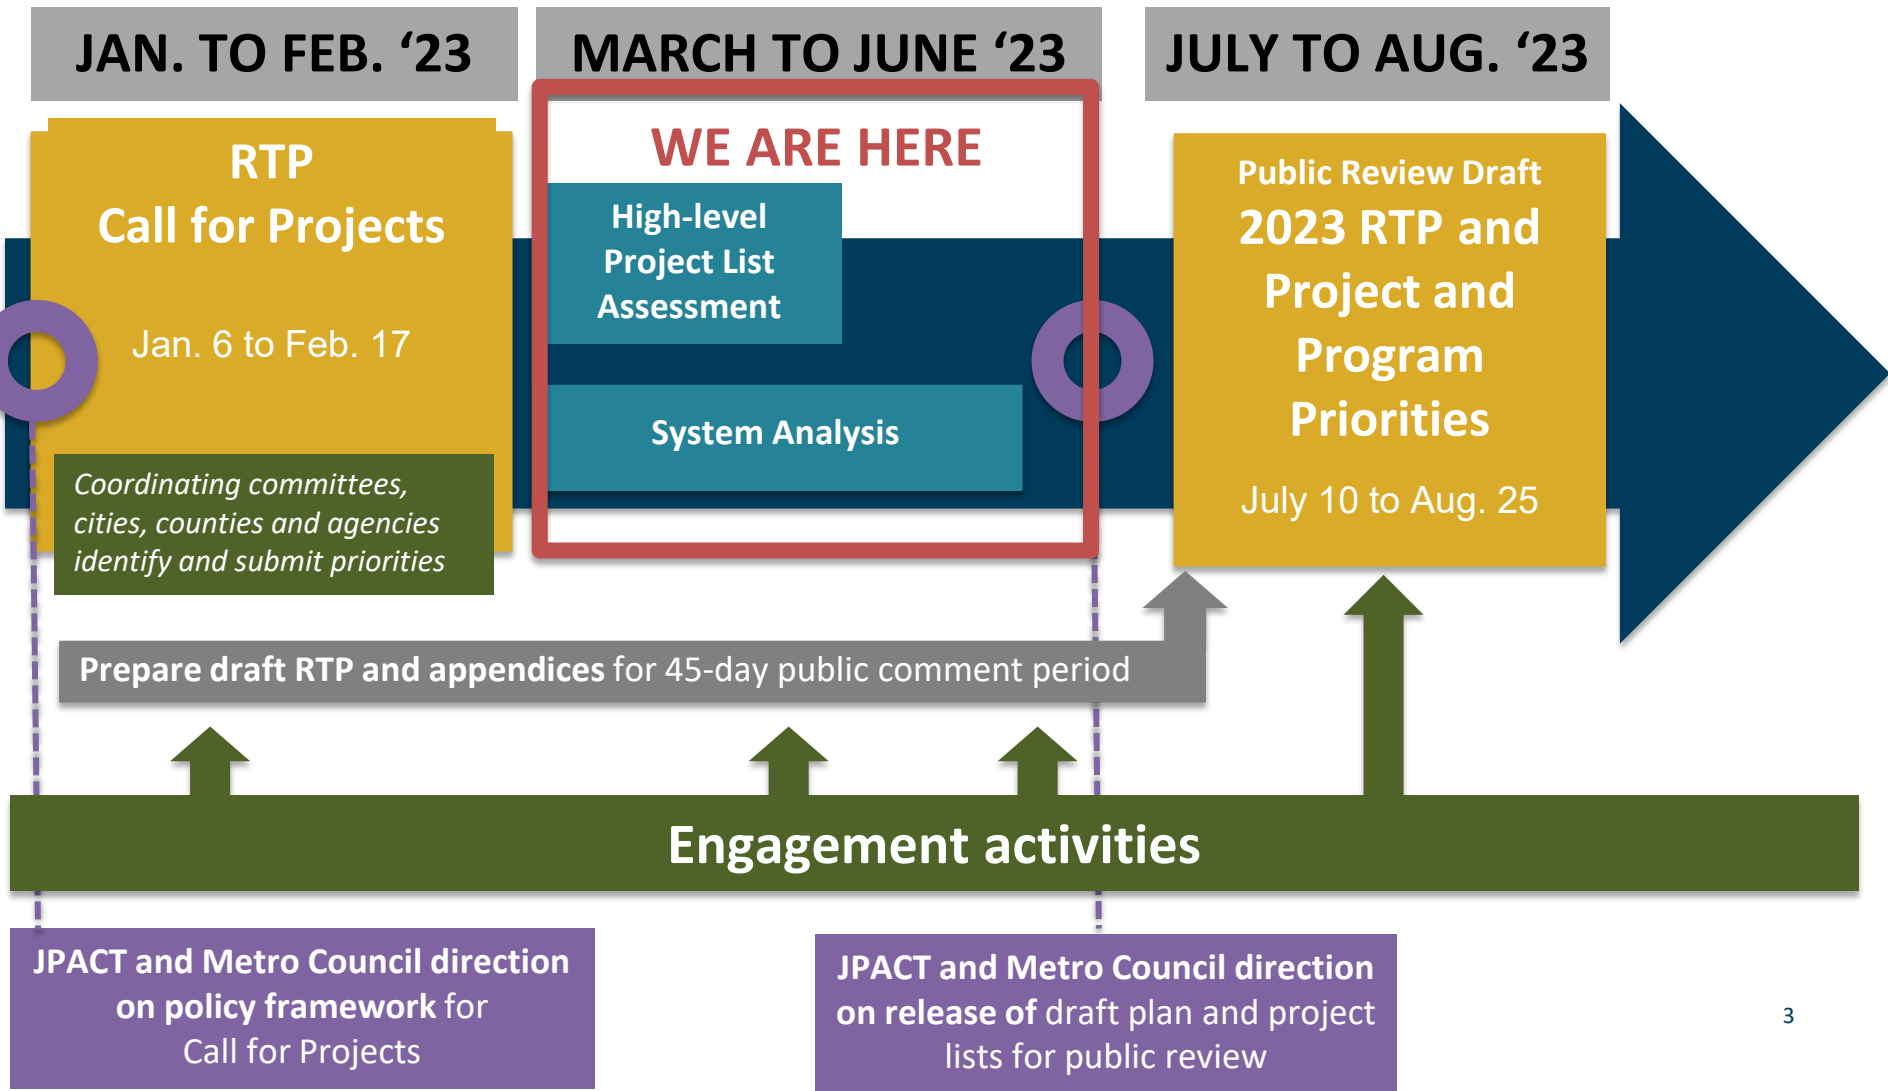 JAN. TO FEB. ‘23
MARCH TO JUNE ‘23
JULY TO AUG. ‘23
RTP
Call for Projects
Jan. 6 to Feb. 17
Coordinating committees,
cities, counties and agencies
identify and submit priorities
WE ARE HERE
High-level
Project List
Assessment
System Analysis
Public Review Draft
2023 RTP and
Project and
Program
Priorities
July 10 to Aug. 25
Prepare draft RTP and appendices for 45-day public comment period
Engagement activities
JPACT and Metro Council direction
on policy framework for
Call for Projects
JPACT and Metro Council direction
on release of draft plan and project
lists for public review
3